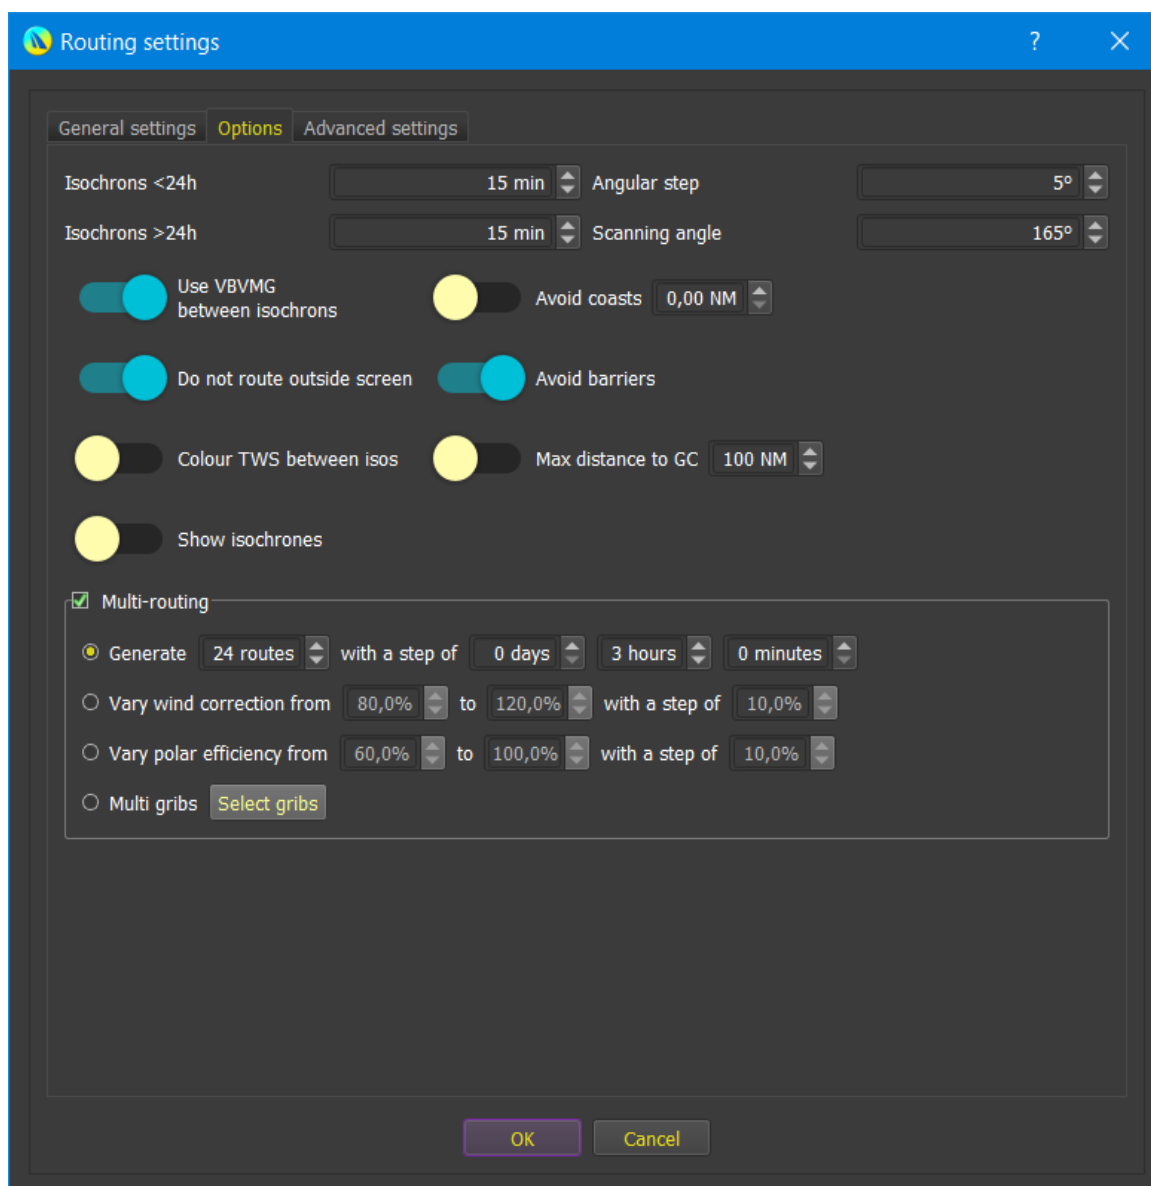 Routing settings ?
General settings Options Advanced settings
Isochrons <24h 15 min Angular step 5º
Isochrons >24h 15 min Scanning angle 165º
Use VBVMG
between isochrons
Avoid coasts 0,00 NM
Do not route outside screen Avoid barriers
Colour TWS between isos Max distance to GC 100 NM
Show isochrones
Multi-routing
Generate 24 routes with a step of 0 days 3 hours 0 minutes
Vary wind correction from 80,0% to 120,0% with a step of 10,0%
Vary polar efficiency from 60,0% to 100,0% with a step of 10,0%
Multi gribs Select gribs
OK Cancel